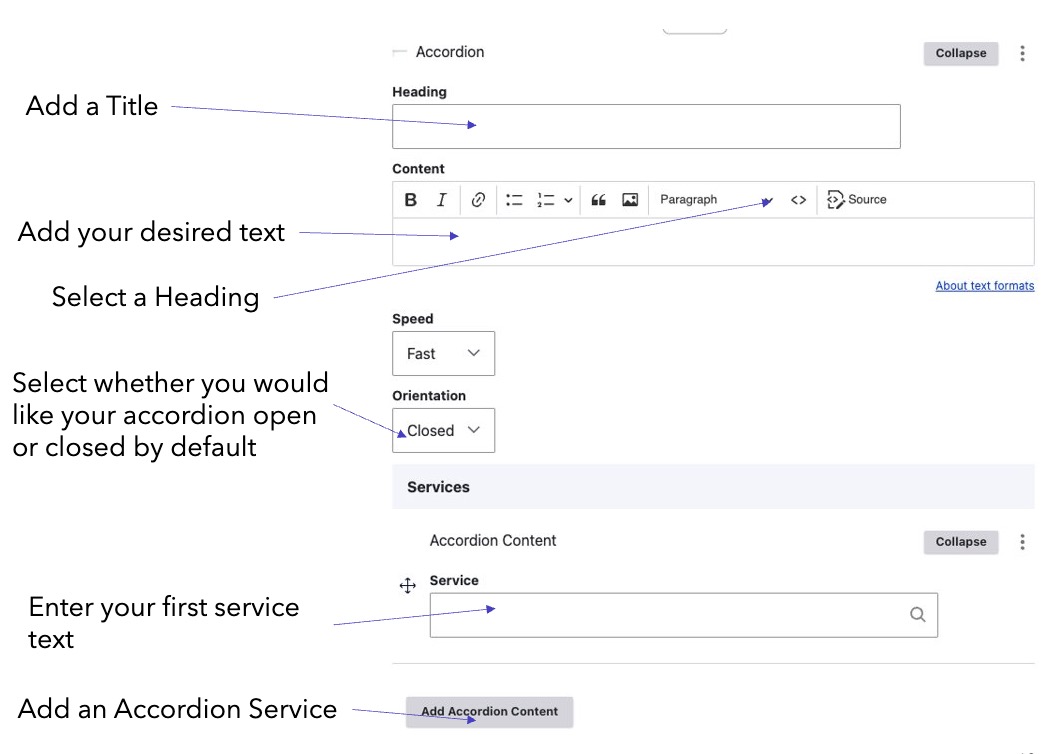 Accordion
Collapse
Heading
Add a Title
Content
B I Paragraph Source
Add your desired text
About text formats
Select a Heading
Speed
Fast
Select whether you would
like your accordion open
or closed by default
Orientation
Closed
Services
Accordion Content
Collapse
Service
Enter your first service
text
Add an Accordion Service
Add Accordion Content